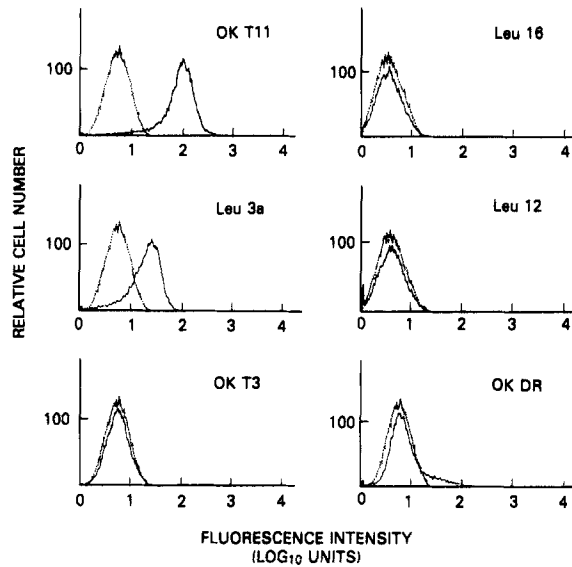 OK T11
100
0 1 2 3 4
Leu 16
100
0 1 2 3 4
Leu 3a
100
0 1 2 3 4
Leu 12
100
0 1 2 3 4
OK T3
100
0 1 2 3 4
OK DR
100
0 1 2 3 4
RELATIVE CELL NUMBER
FLUORESCENCE INTENSITY
(LOG₁₀ UNITS)